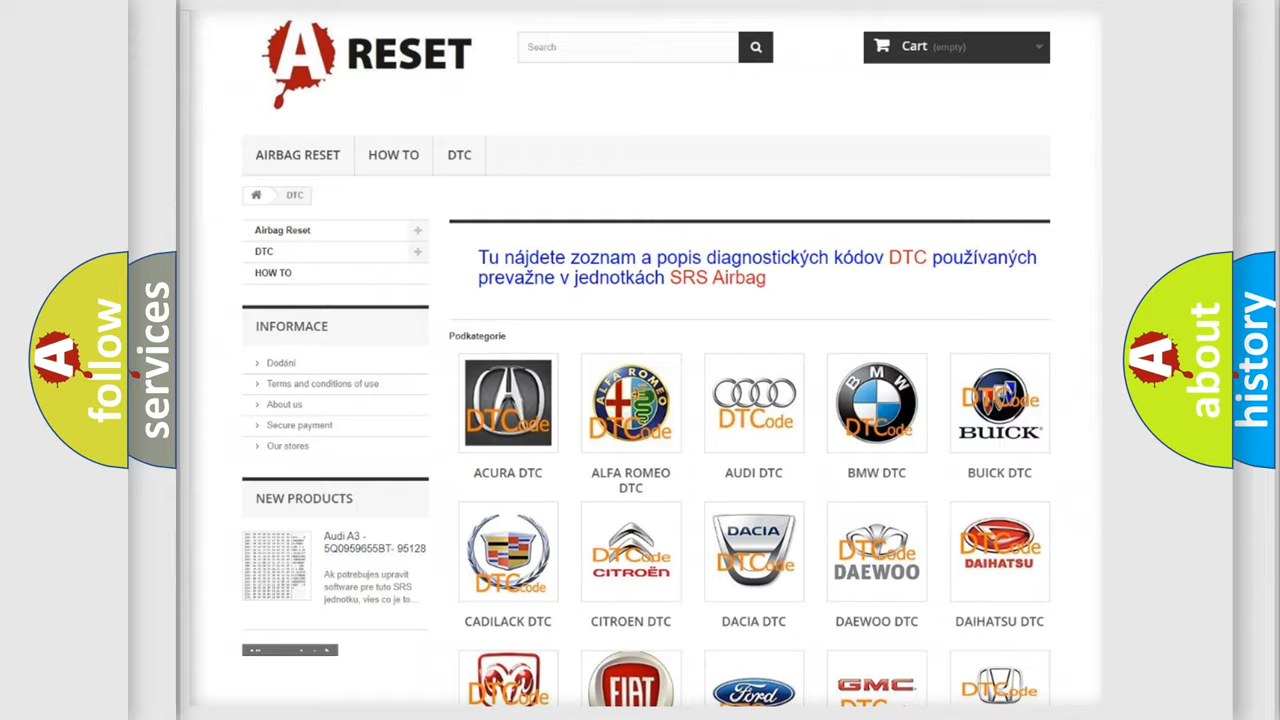 A RESET
Search
Cart (empty)
AIRBAG RESET
HOW TO
DTC
DTC
Airbag Reset
DTC
HOW TO
INFORMACE
Dodání
Terms and conditions of use
About us
Secure payment
Our stores
NEW PRODUCTS
Audi A3 -
5Q0959655BT- 95128
Ak potrebujes upravit
software pre tuto SRS
jednotku, vies co je to...
Tu nájdete zoznam a popis diagnostických kódov DTC používaných
prevažne v jednotkách SRS Airbag
Podkategorie
DTCode
ALFA ROMEO
DTCode
DTCode
BMW
DTCode
DTCode
BUICK
ACURA DTC
ALFA ROMEO
DTC
AUDI DTC
BMW DTC
BUICK DTC
DTCode
DTCode
CITROËN
DACIA
DTCode
DTCode
DAEWOO
DTCode
DAIHATSU
CADILACK DTC
CITROEN DTC
DACIA DTC
DAEWOO DTC
DAIHATSU DTC
DTCode
FIAT
Ford
GMC
DTCode
A follow
services
A about
history